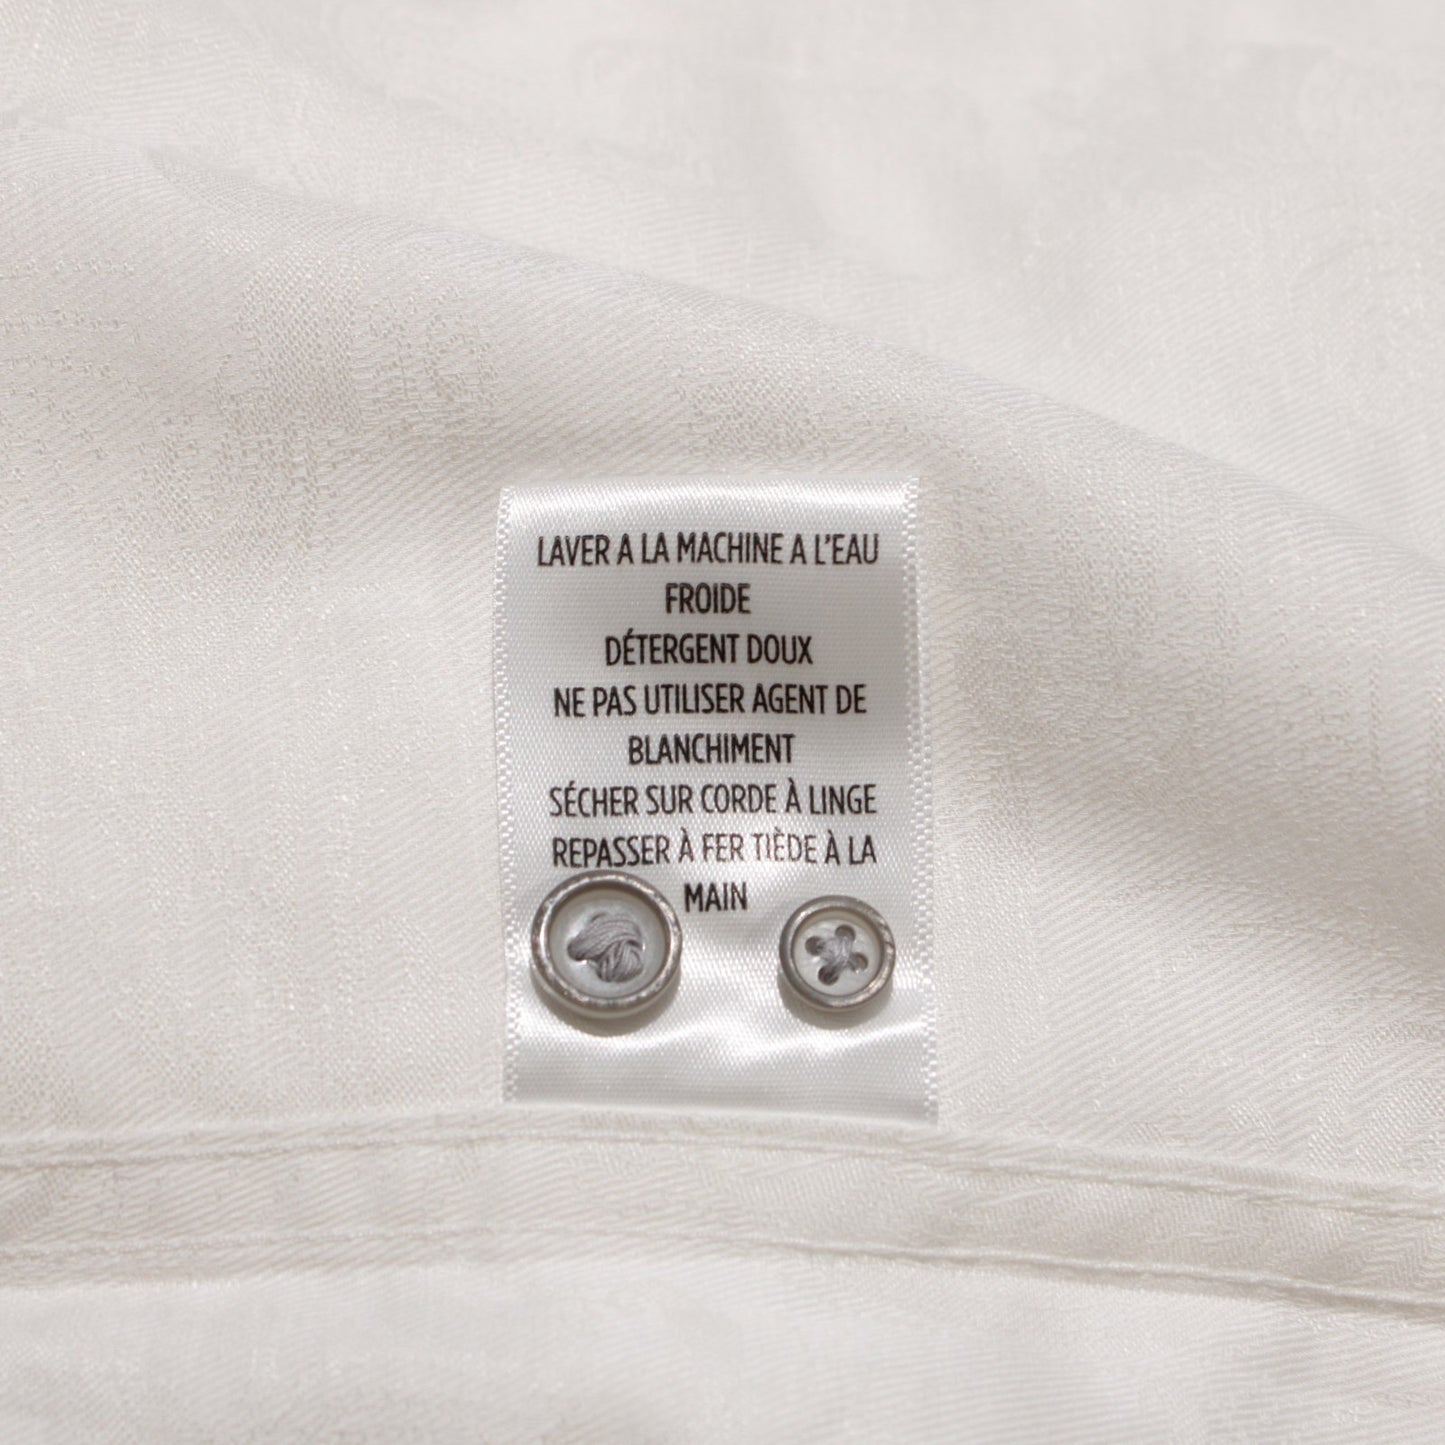 LAVER A LA MACHINE A L'EAU
FROIDE
DÉTERGENT DOUX
NE PAS UTILISER AGENT DE
BLANCHIMENT
SÉCHER SUR CORDE À LINGE
REPASSER À FER TIÈDE À LA
MAIN